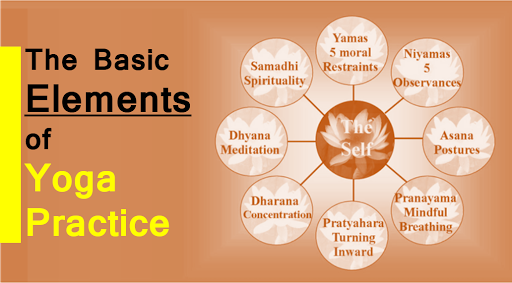 The Basic
Elements
of
Yoga
Practice
Yamas
5 moral
Restraints
Niyamas
5
Observances
Asana
Postures
Pranayama
Mindful
Breathing
Pratyahara
Turning
Inward
Dharana
Concentration
Dhyana
Meditation
Samadhi
Spirituality
The
Self